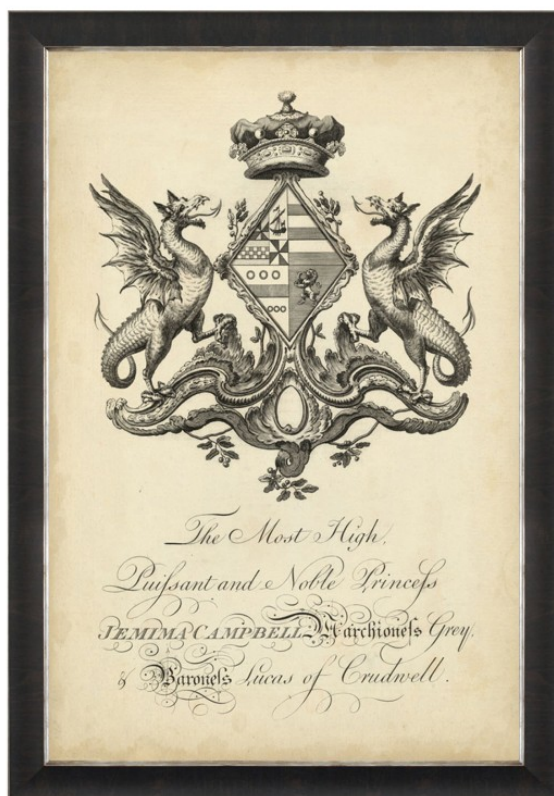 The Most High,
Puiſsant and Noble Princeſs
JEMIMA CAMPBELL Marchioneſs Grey,
& Baroneſs Lucas of Crudwell.